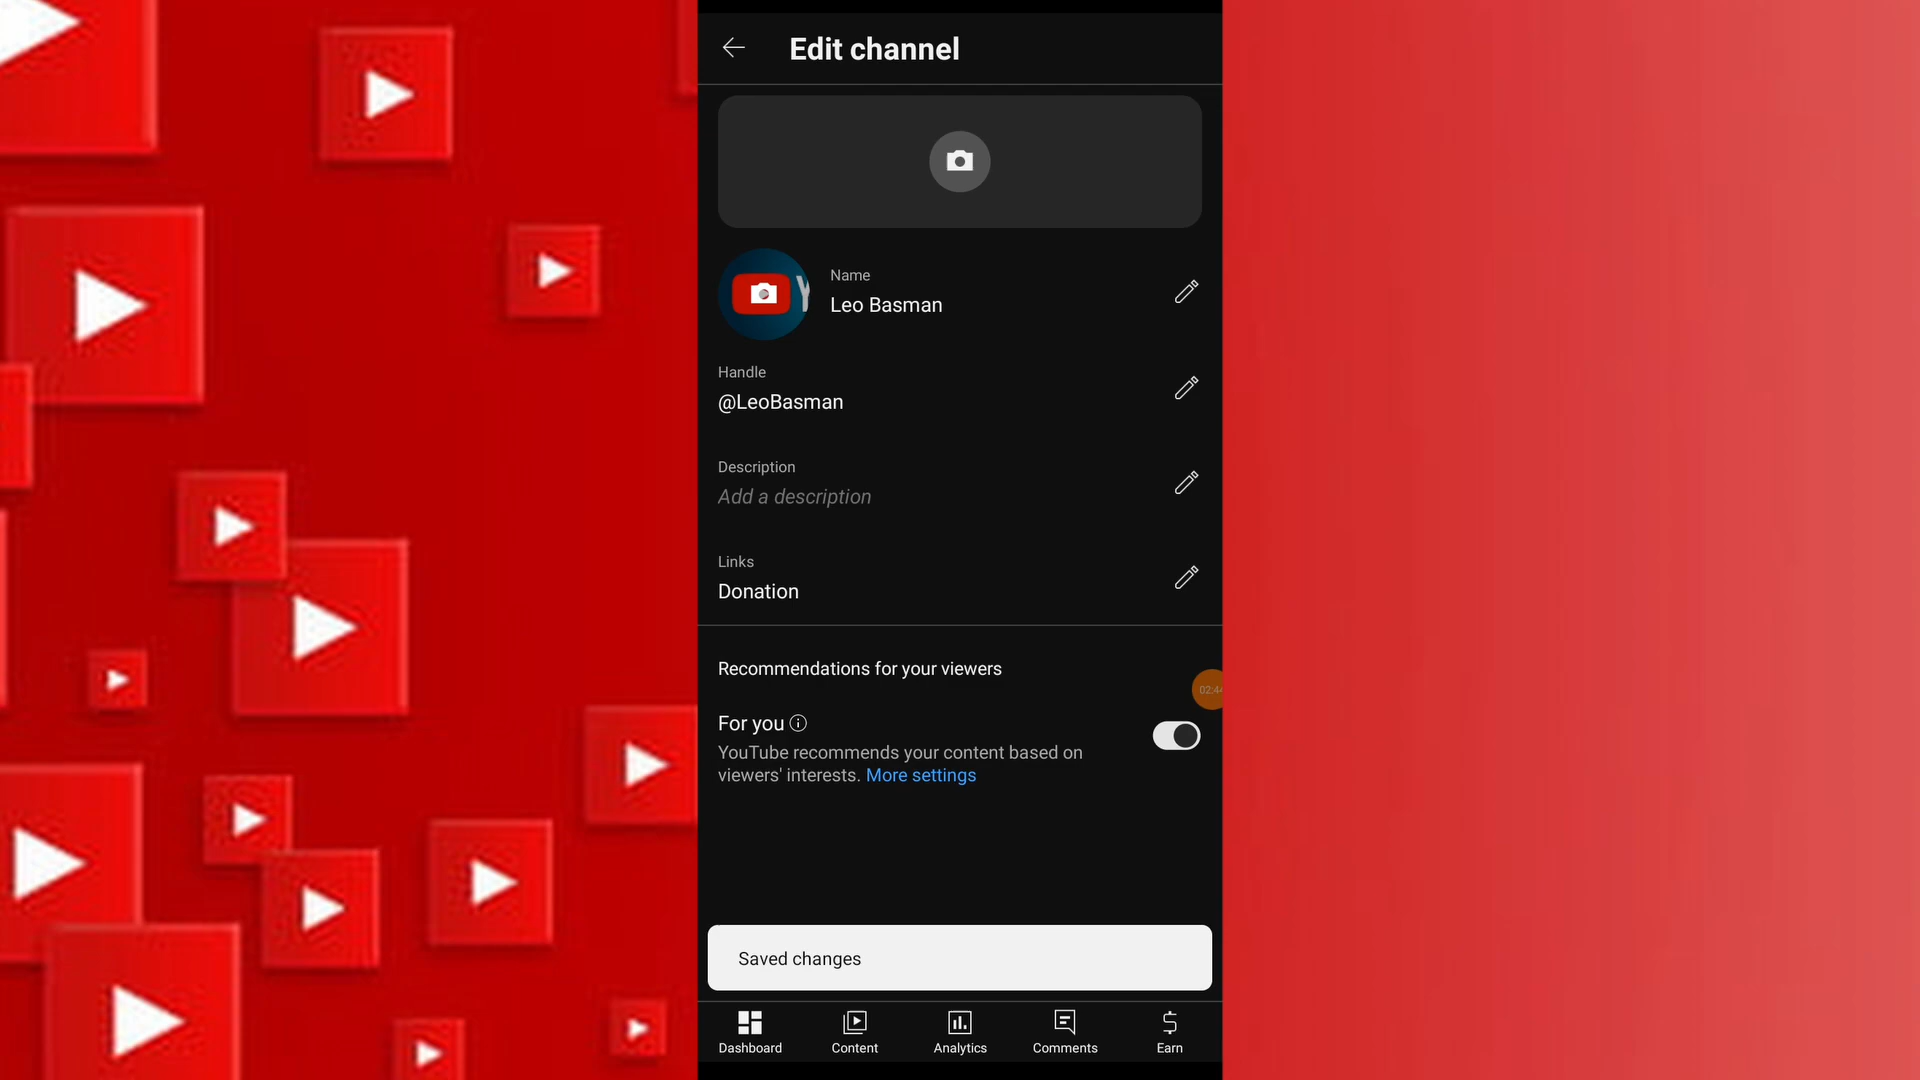 Edit channel
Name
Leo Basman
Handle
@LeoBasman
Description
Add a description
Links
Donation
Recommendations for your viewers
For you
YouTube recommends your content based on
viewers' interests. More settings
Saved changes
Dashboard
Content
Analytics
Comments
Earn